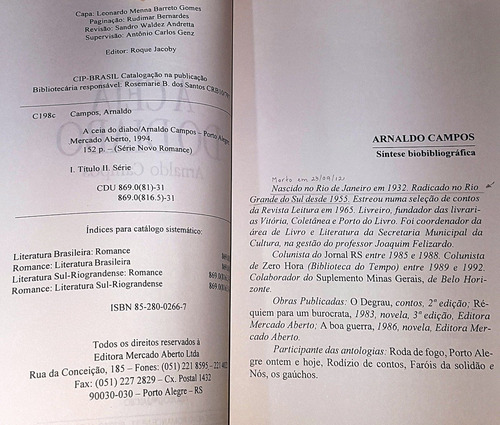 Capa: Leonardo Menna Barreto Gomes
Paginação: Rudimar Bernardes
Revisão: Sandro Waldez Andretta
Supervisão: Antônio Carlos Genz
Editor: Roque Jacoby
CIP-BRASIL Catalogação na publicação
Bibliotecária responsável: Rosemarie B. dos Santos CRB
C198c Campos, Arnaldo
A ceia do diabo/Arnaldo Campos – Porto Alegre
Mercado Aberto, 1994.
152 p. – (Série Novo Romance)
I. Título II. Série
CDU 869.0(81)-31
869.0(816.5)-31
Índices para catálogo sistemático:
Literatura Brasileira: Romance
Romance: Literatura Brasileira
Literatura Sul-Riograndense: Romance
Romance: Literatura Sul-Riograndense
ISBN 85-280-0266-7
Todos os direitos reservados à
Editora Mercado Aberto Ltda
Rua da Conceição, 185 – Fones: (051) 221 8595 –
Fax: (051) 227 2829 – Cx. Postal 1432
90030-030 – Porto Alegre – RS
ARNALDO CAMPOS
Síntese biobibliográfica
Morto em 23/09/12
Nascido no Rio de Janeiro em 1932. Radicado no Rio
Grande do Sul desde 1955. Estreou numa seleção de contos
da Revista Leitura em 1965. Livreiro, fundador das livrari-
as Vitória, Coletânea e Porto do Livro. Foi coordenador da
área de Livro e Literatura da Secretaria Municipal da
Cultura, na gestão do professor Joaquim Felizardo.
Colunista do Jornal RS entre 1985 e 1988. Colunista
de Zero Hora (Biblioteca do Tempo) entre 1989 e 1992.
Colaborador do Suplemento Minas Gerais, de Belo Hori-
zonte.
Obras Publicadas: O Degrau, contos, 2ª edição; Ré-
quiem para um burocrata, 1983, novela, 3ª edição, Editora
Mercado Aberto; A boa guerra, 1986, novela, Editora Mer-
cado Aberto.
Participante das antologias: Roda de fogo, Porto Ale-
gre ontem e hoje, Rodízio de contos, Faróis da solidão e
Nós, os gaúchos.